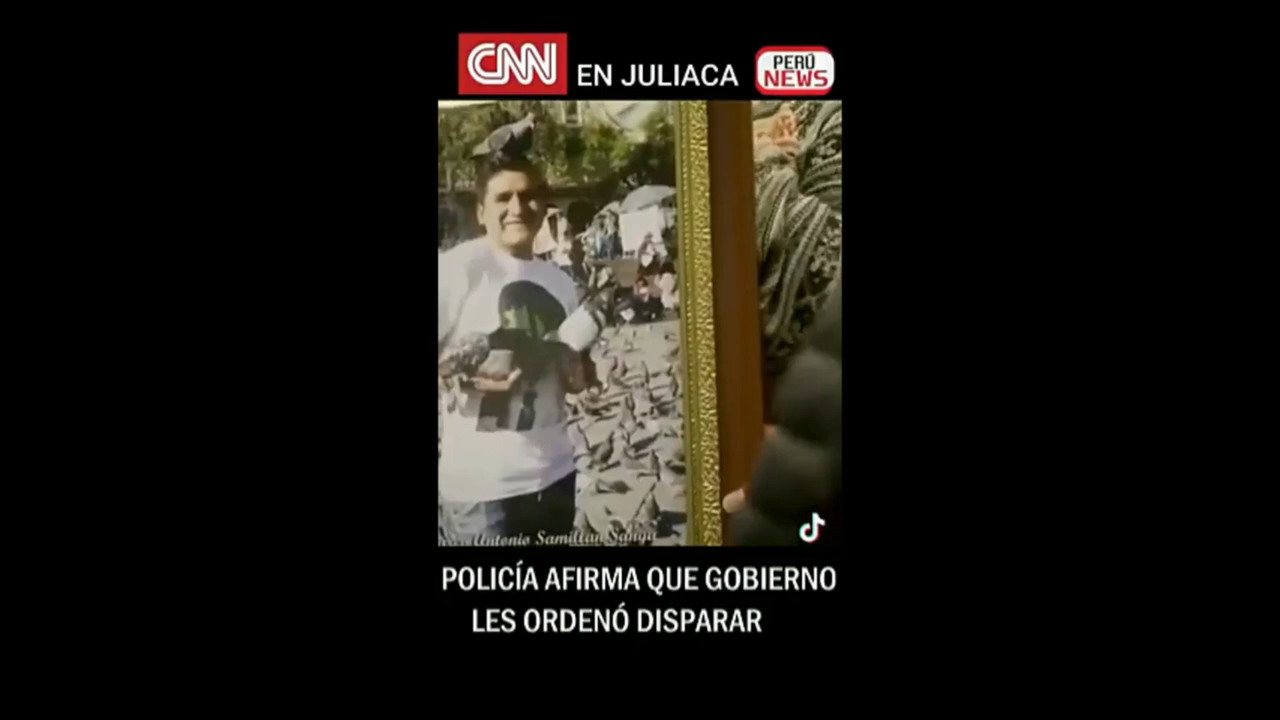 CNN EN JULIACA PERÚ NEWS
Antonio Samillan Sanga
POLICÍA AFIRMA QUE GOBIERNO
LES ORDENÓ DISPARAR